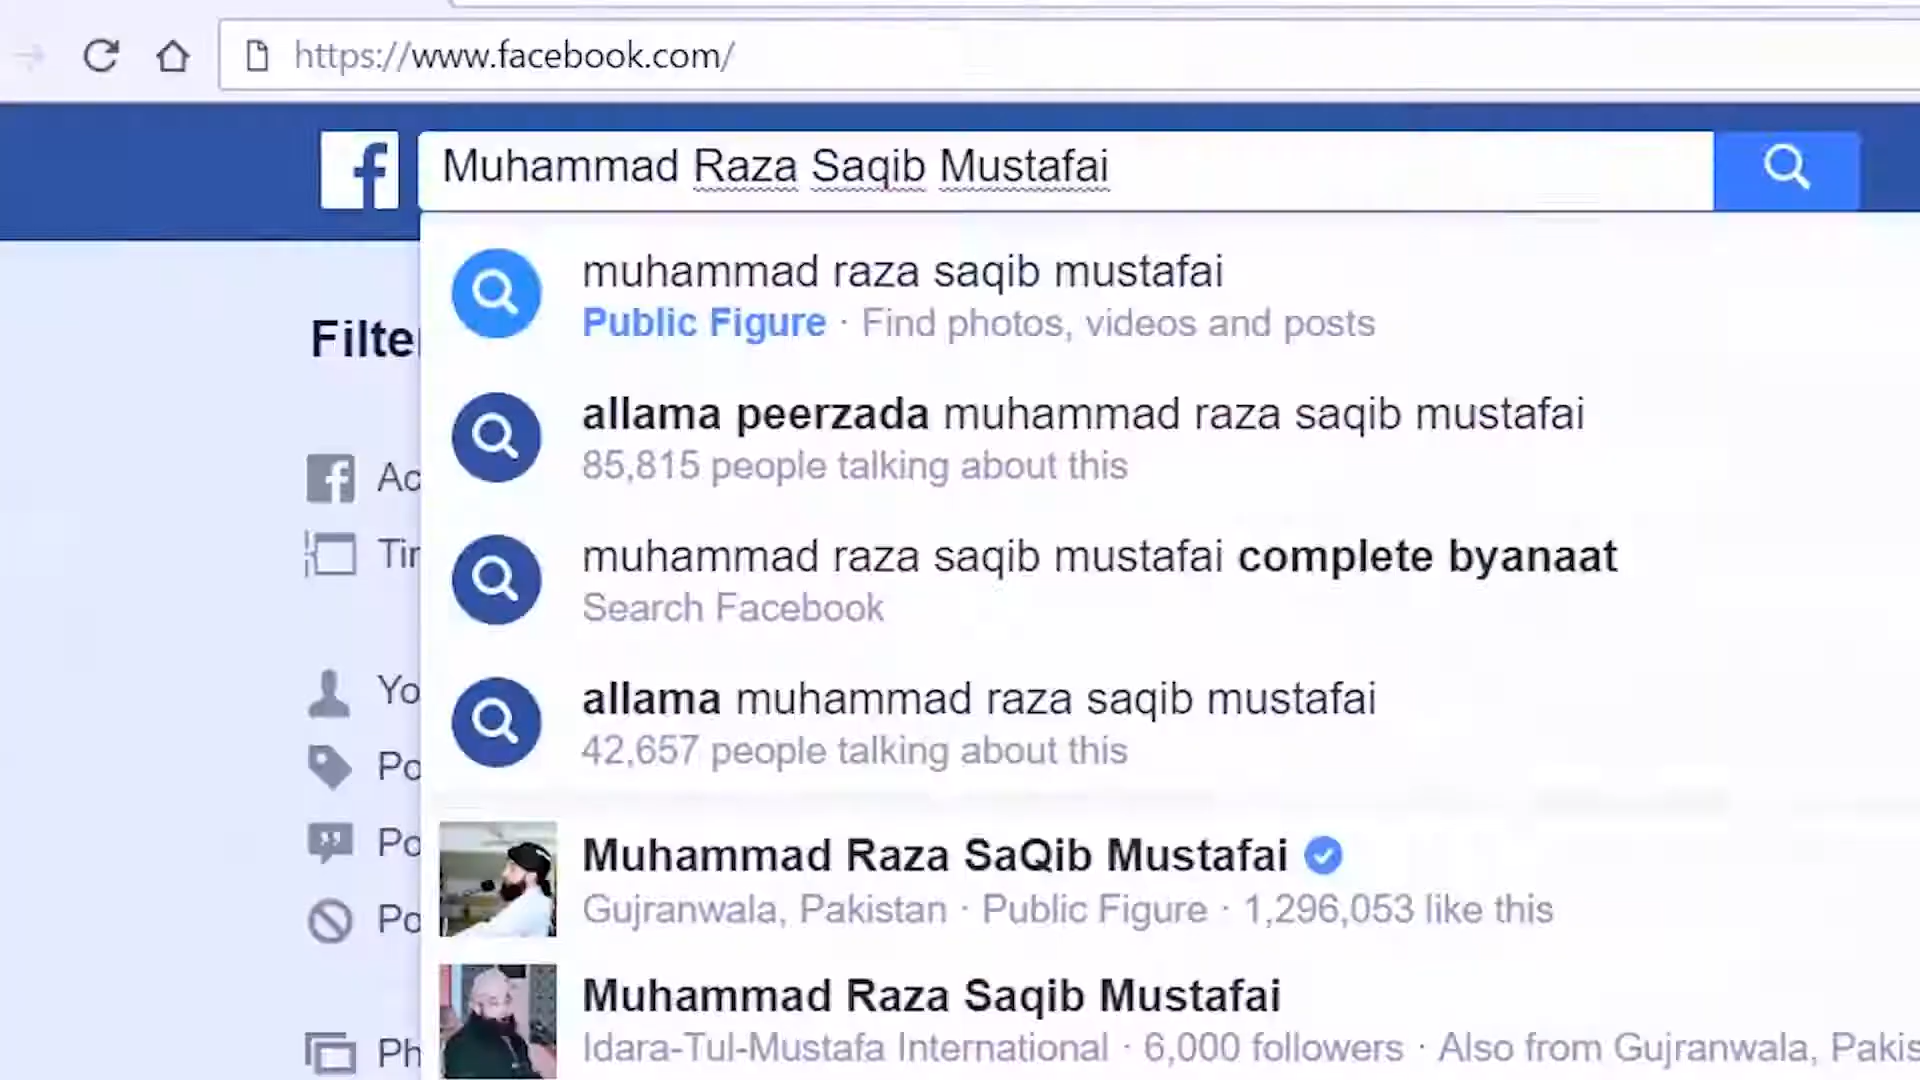 https://www.facebook.com/
Muhammad Raza Saqib Mustafai
muhammad raza saqib mustafai
Public Figure · Find photos, videos and posts
Filte
allama peerzada muhammad raza saqib mustafai
85,815 people talking about this
Ac
Tir
muhammad raza saqib mustafai complete byanaat
Search Facebook
Yo
allama muhammad raza saqib mustafai
42,657 people talking about this
Po
Po
Muhammad Raza SaQib Mustafai
Gujranwala, Pakistan · Public Figure · 1,296,053 like this
Po
Muhammad Raza Saqib Mustafai
Idara-Tul-Mustafa International · 6,000 followers · Also from Gujranwala, Pakis
Ph